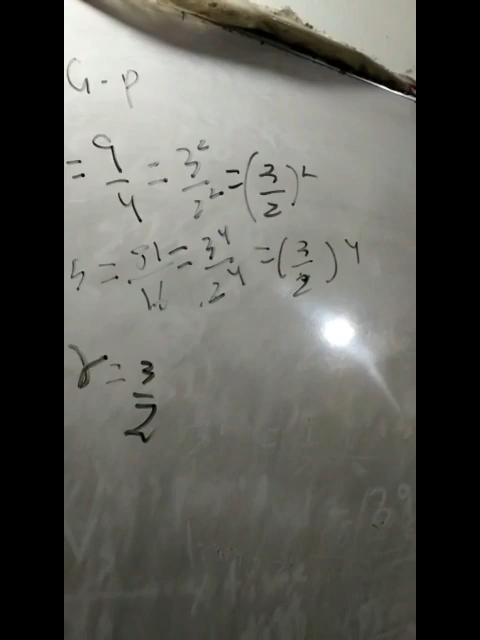 G-p
= 9/4 = 3²/2² = (3/2)²
5 = 81/16 = 3⁴/2⁴ = (3/2)⁴
r = 3/2